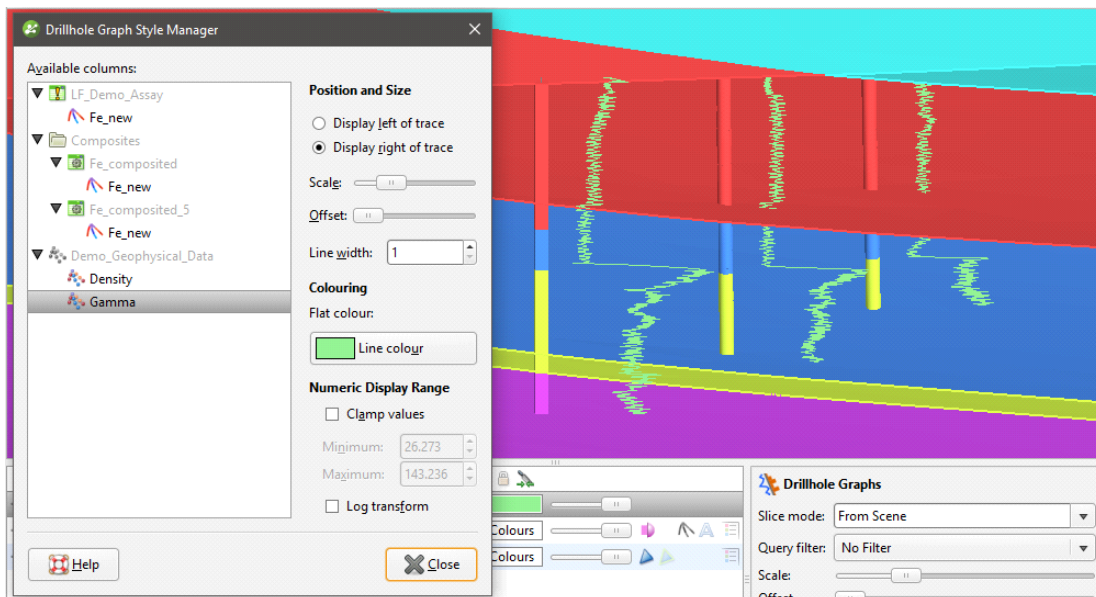 Drillhole Graph Style Manager
Available columns:
LF_Demo_Assay
Fe_new
Composites
Fe_composited
Fe_new
Fe_composited_5
Fe_new
Demo_Geophysical_Data
Density
Gamma
Position and Size
Display left of trace
Display right of trace
Scale:
Offset:
Line width: 1
Colouring
Flat colour:
Line colour
Numeric Display Range
Clamp values
Minimum: 26.273
Maximum: 143.236
Log transform
Help
Close
Colours
Colours
Drillhole Graphs
Slice mode: From Scene
Query filter: No Filter
Scale:
Offset